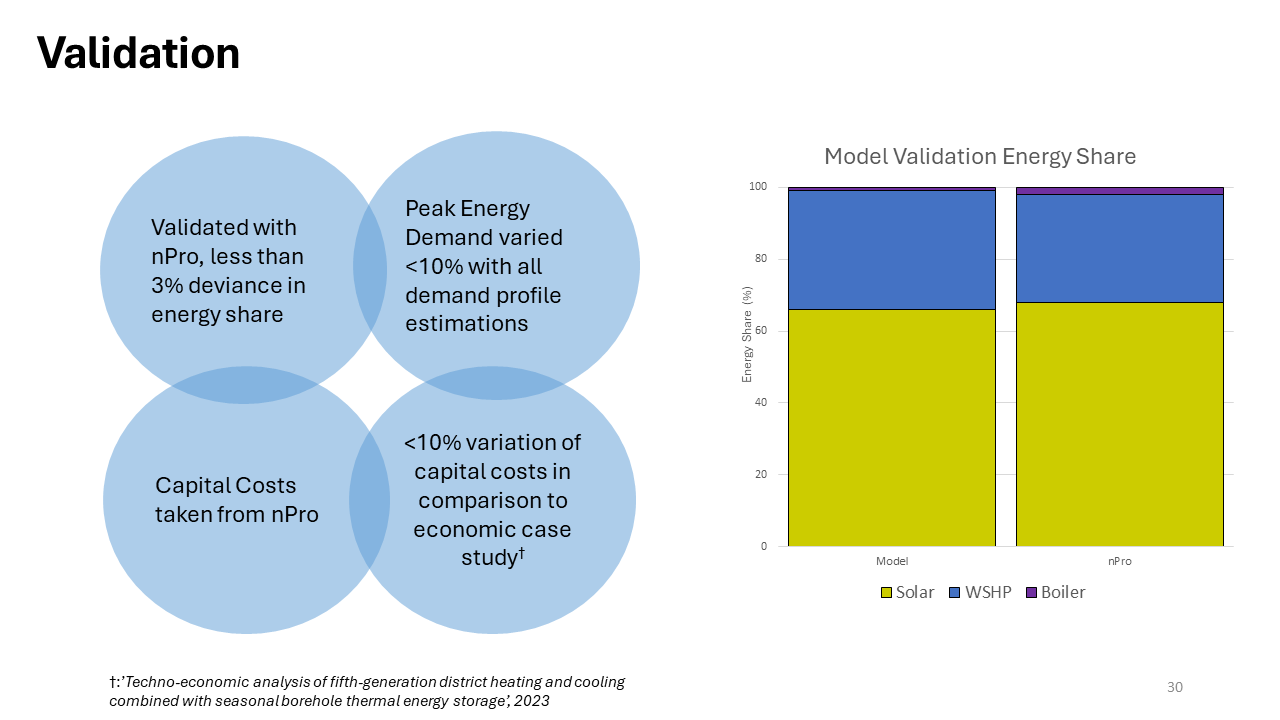 Validation
Validated with
nPro, less than
3% deviance in
energy share
Peak Energy
Demand varied
<10% with all
demand profile
estimations
Capital Costs
taken from nPro
<10% variation of
capital costs in
comparison to
economic case
study†
Model Validation Energy Share
Energy Share (%)
100
80
60
40
20
0
Model nPro
Solar WSHP Boiler
†:’Techno-economic analysis of fifth-generation district heating and cooling
combined with seasonal borehole thermal energy storage’, 2023
30